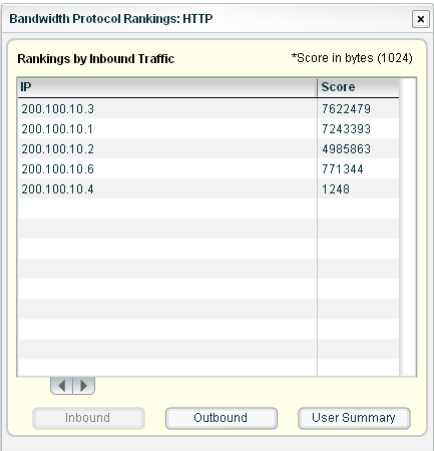 Bandwidth Protocol Rankings: HTTP
Rankings by Inbound Traffic *Score in bytes (1024)
IP Score
200.100.10.3 7622479
200.100.10.1 7243393
200.100.10.2 4985863
200.100.10.6 771344
200.100.10.4 1248
Inbound Outbound User Summary